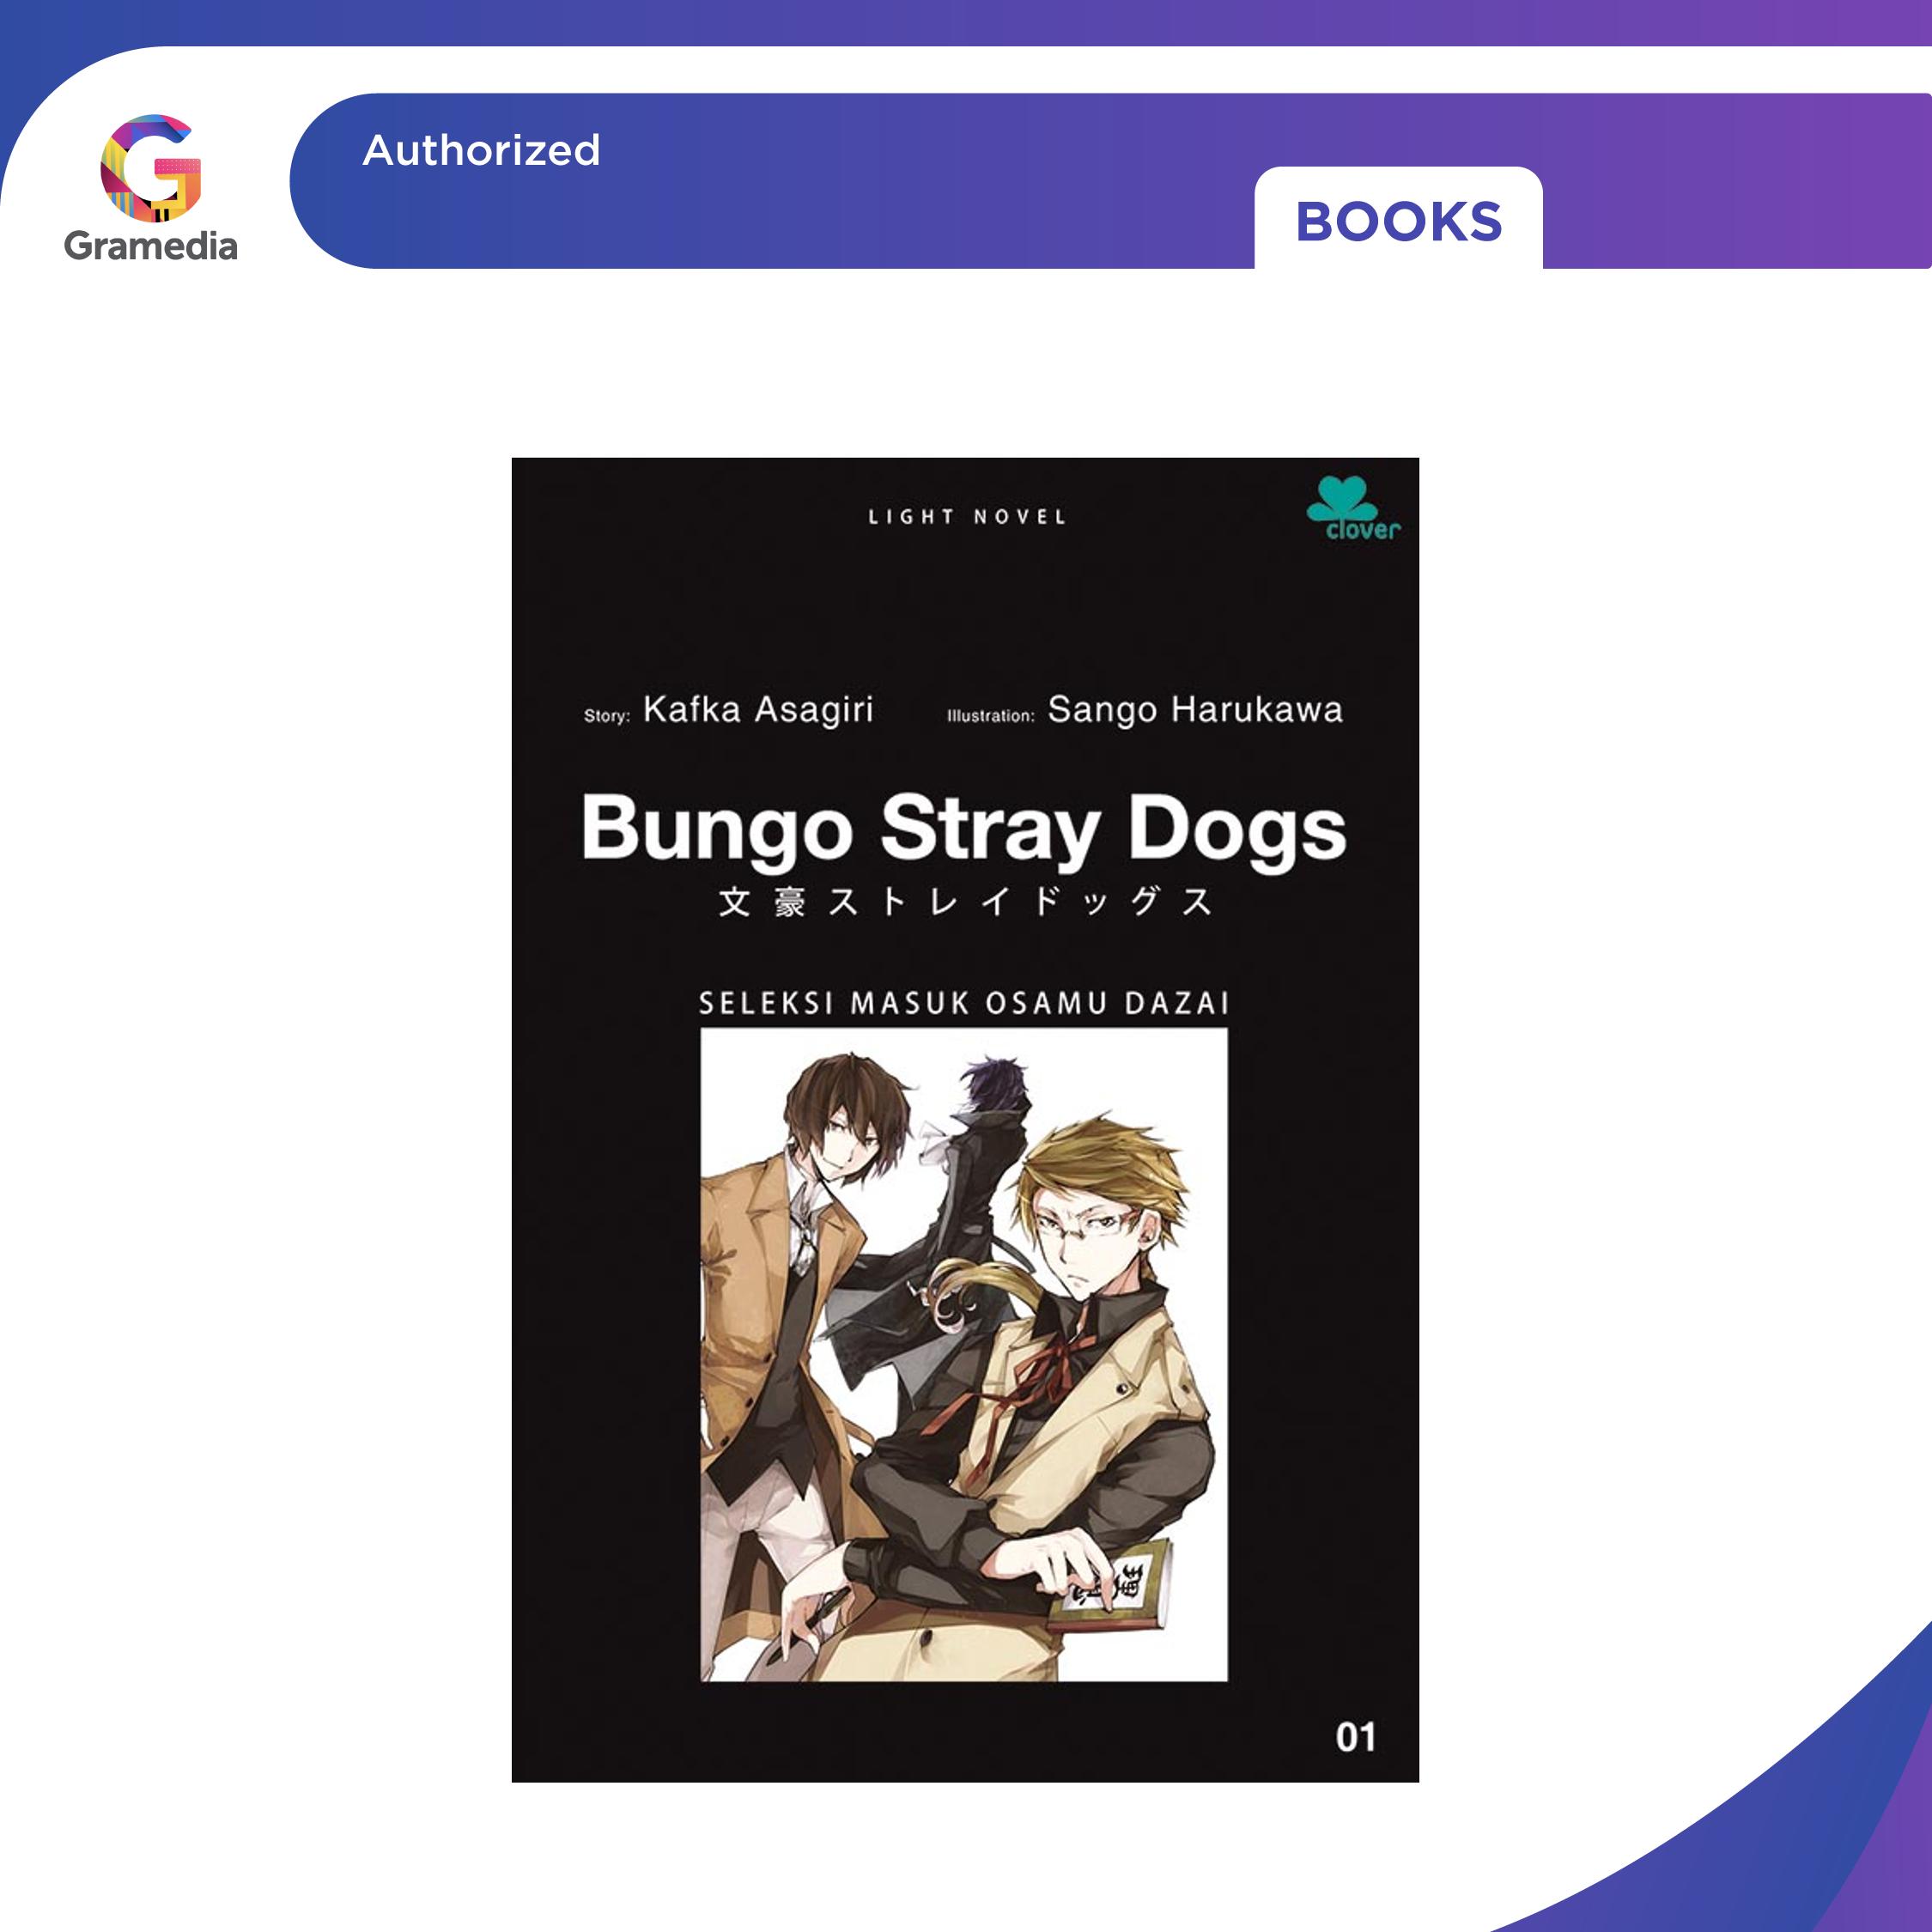 Gramedia
Authorized
BOOKS
LIGHT NOVEL
clover
Story: Kafka Asagiri
Illustration: Sango Harukawa
Bungo Stray Dogs
文豪ストレイドッグス
SELEKSI MASUK OSAMU DAZAI
01